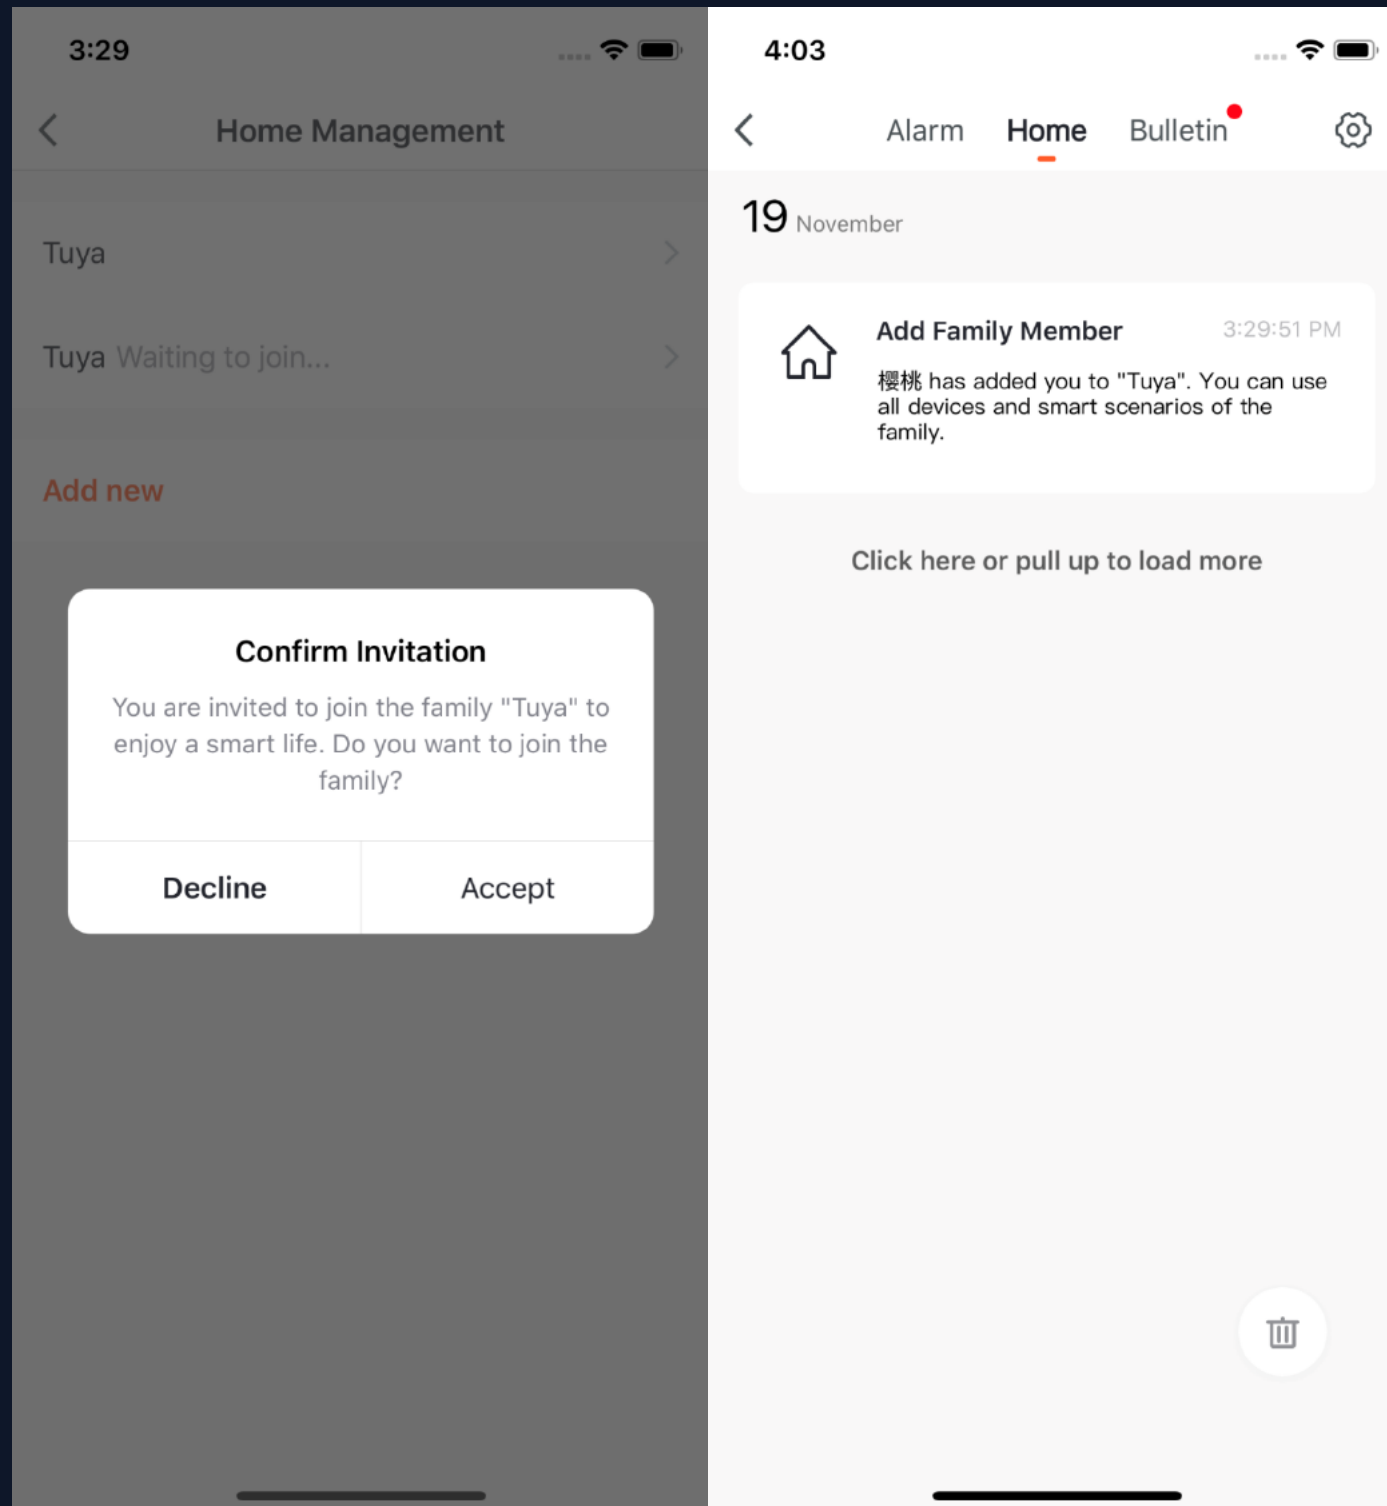 3:29
Home Management
Tuya
Tuya Waiting to join...
Add new
Confirm Invitation
You are invited to join the family "Tuya" to
enjoy a smart life. Do you want to join the
family?
Decline
Accept
4:03
Alarm
Home
Bulletin
19 November
Add Family Member
3:29:51 PM
樱桃 has added you to "Tuya". You can use
all devices and smart scenarios of the
family.
Click here or pull up to load more